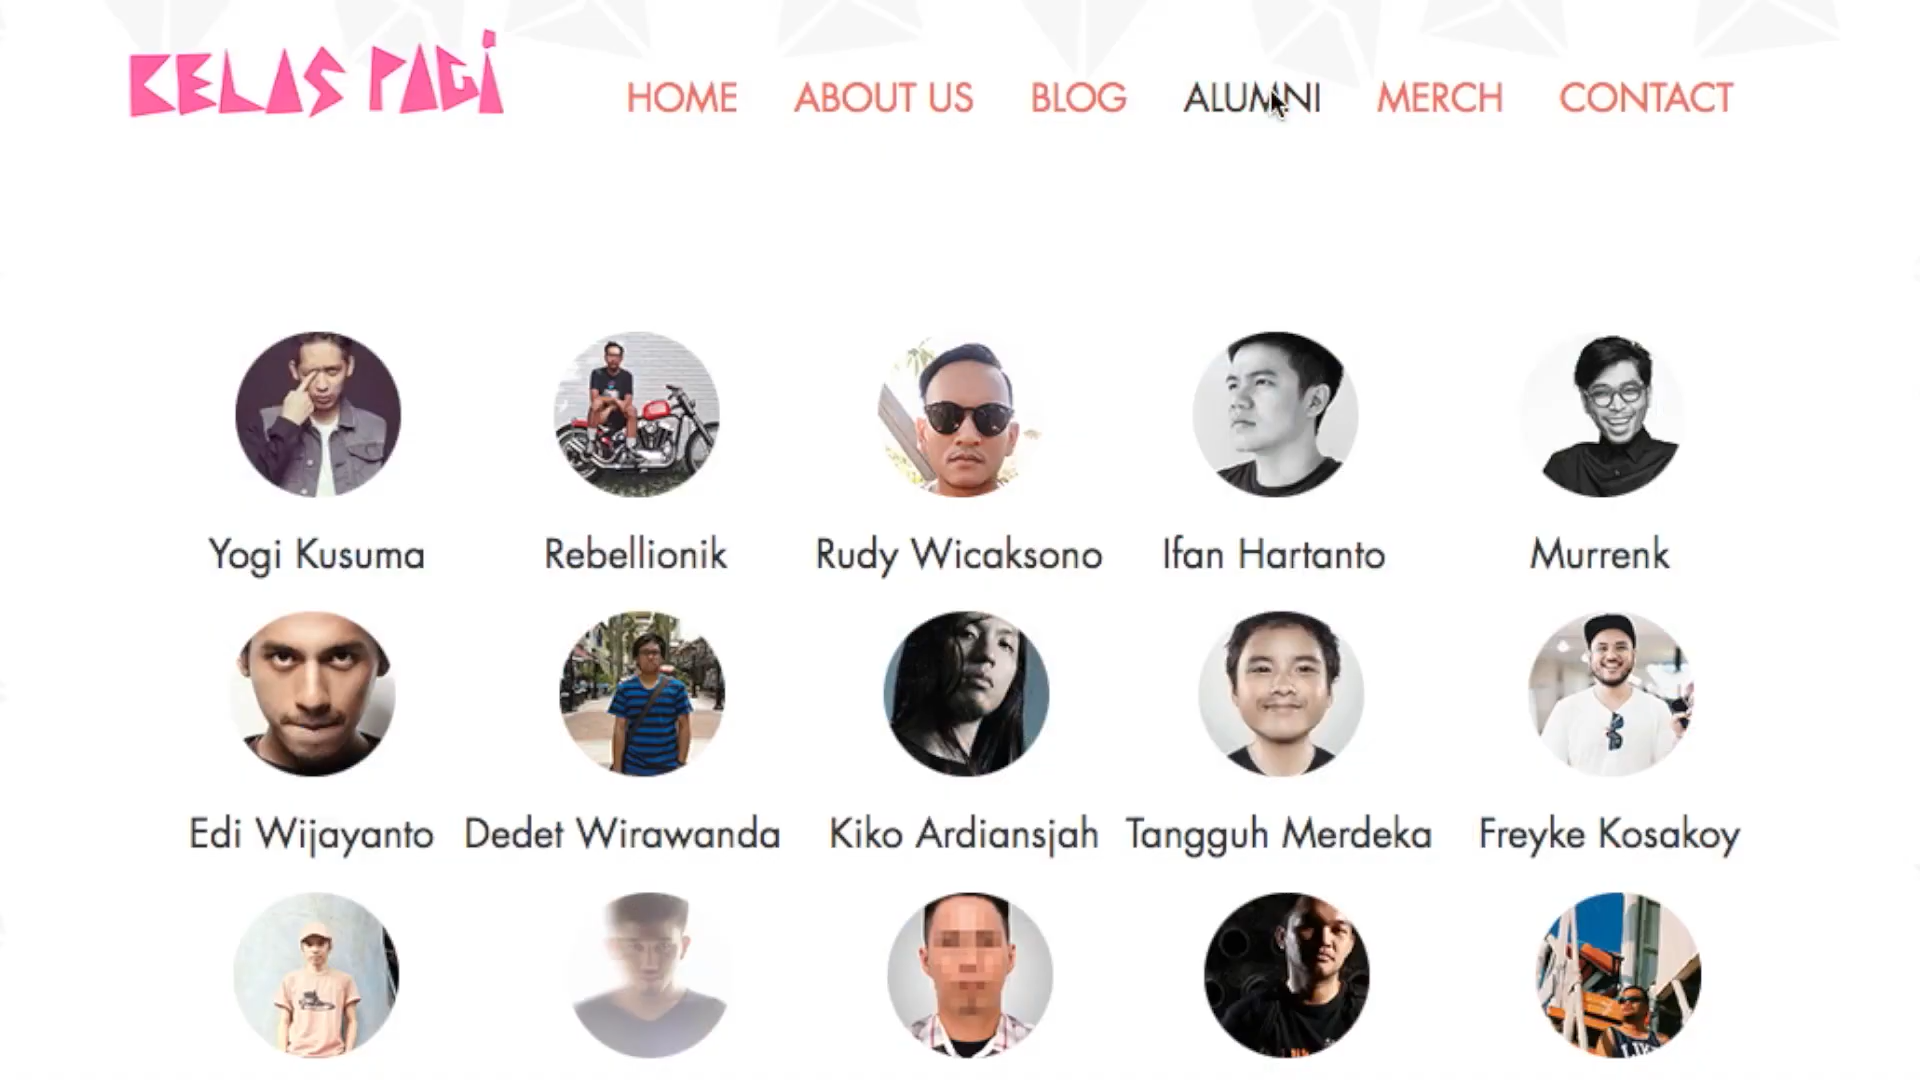 KELAS PAGi
HOME ABOUT US BLOG ALUMNI MERCH CONTACT
Yogi Kusuma Rebellionik Rudy Wicaksono Ifan Hartanto Murrenk
Edi Wijayanto Dedet Wirawanda Kiko Ardiansjah Tangguh Merdeka Freyke Kosakoy